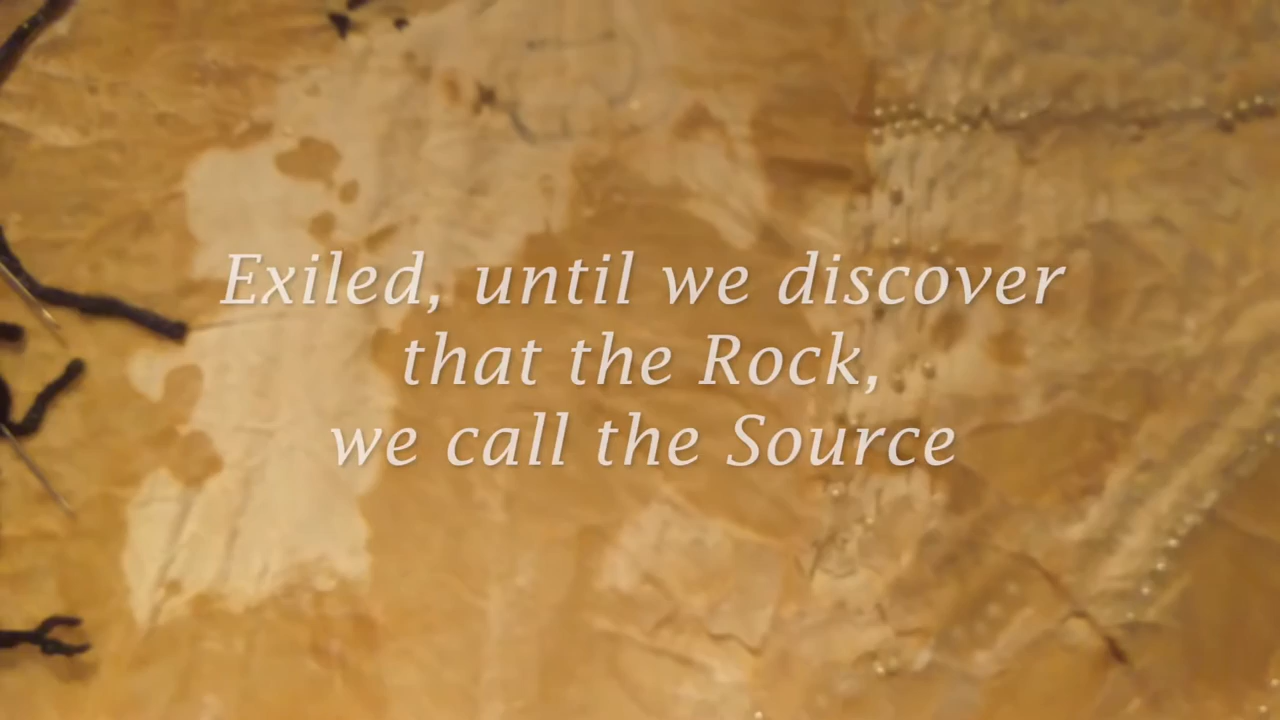 Exiled, until we discover
that the Rock,
we call the Source